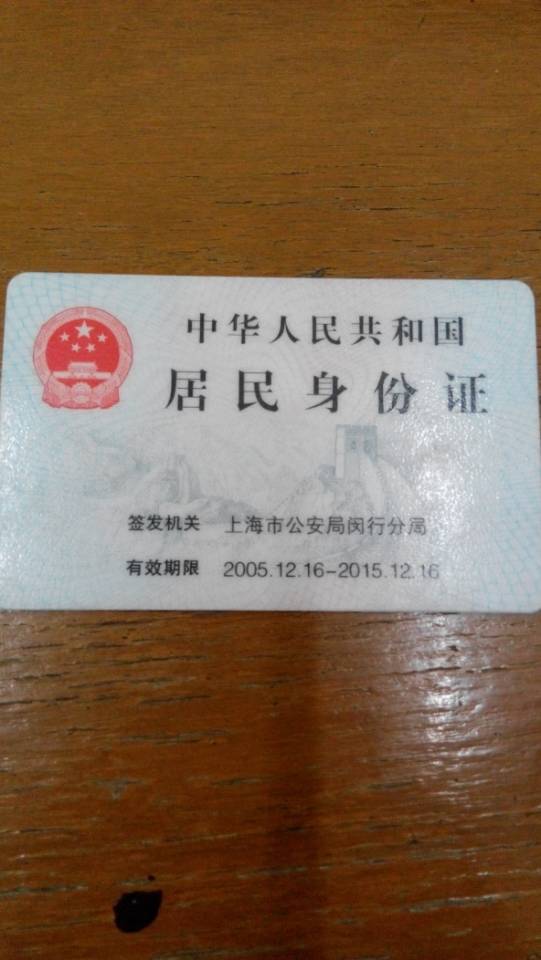 中华人民共和国
居民身份证
签发机关 上海市公安局闵行分局
有效期限 2005.12.16-2015.12.16